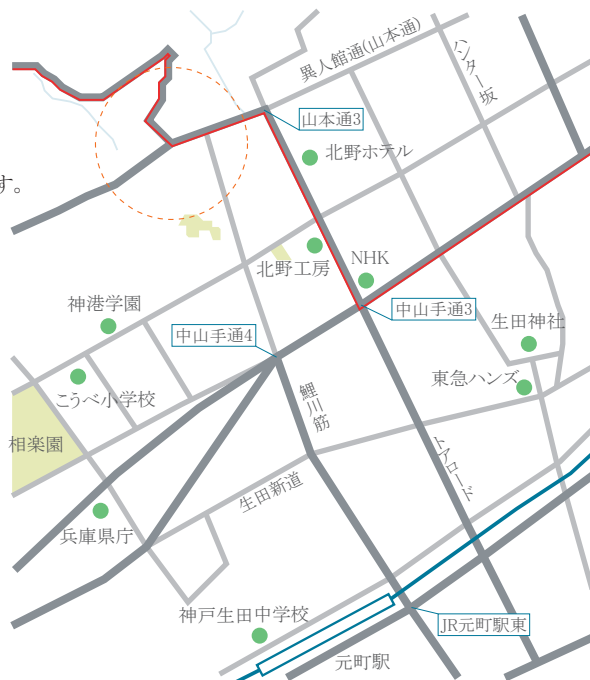 異人館通(山本通)
ハンター坂
山本通3
北野ホテル
す。
北野工房
NHK
神港学園
中山手通4
中山手通3
生田神社
こうべ小学校
東急ハンズ
鯉川筋
相楽園
トアロード
生田新道
兵庫県庁
神戸生田中学校
JR元町駅東
元町駅